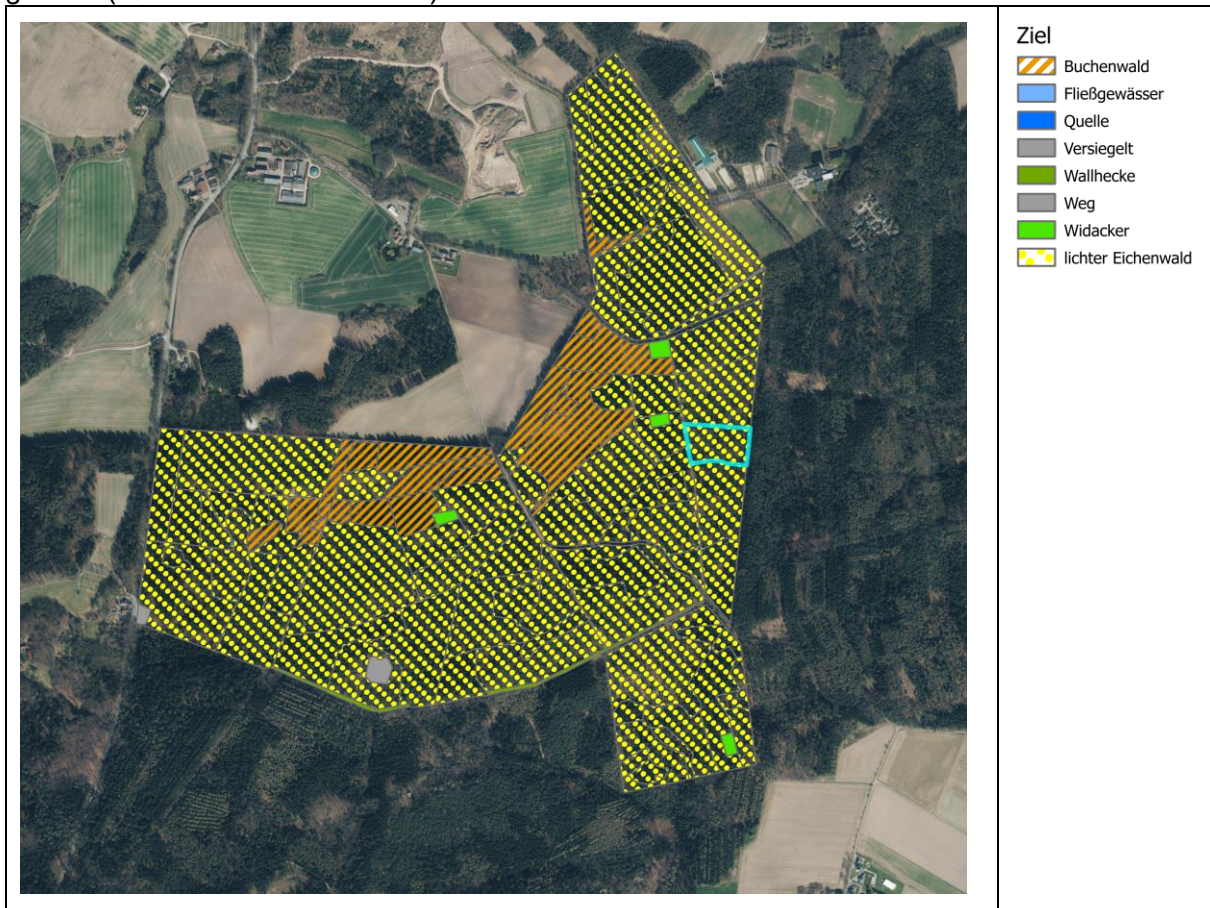 Ziel
Buchenwald
Fließgewässer
Quelle
Versiegelt
Wallhecke
Weg
Widacker
lichter Eichenwald